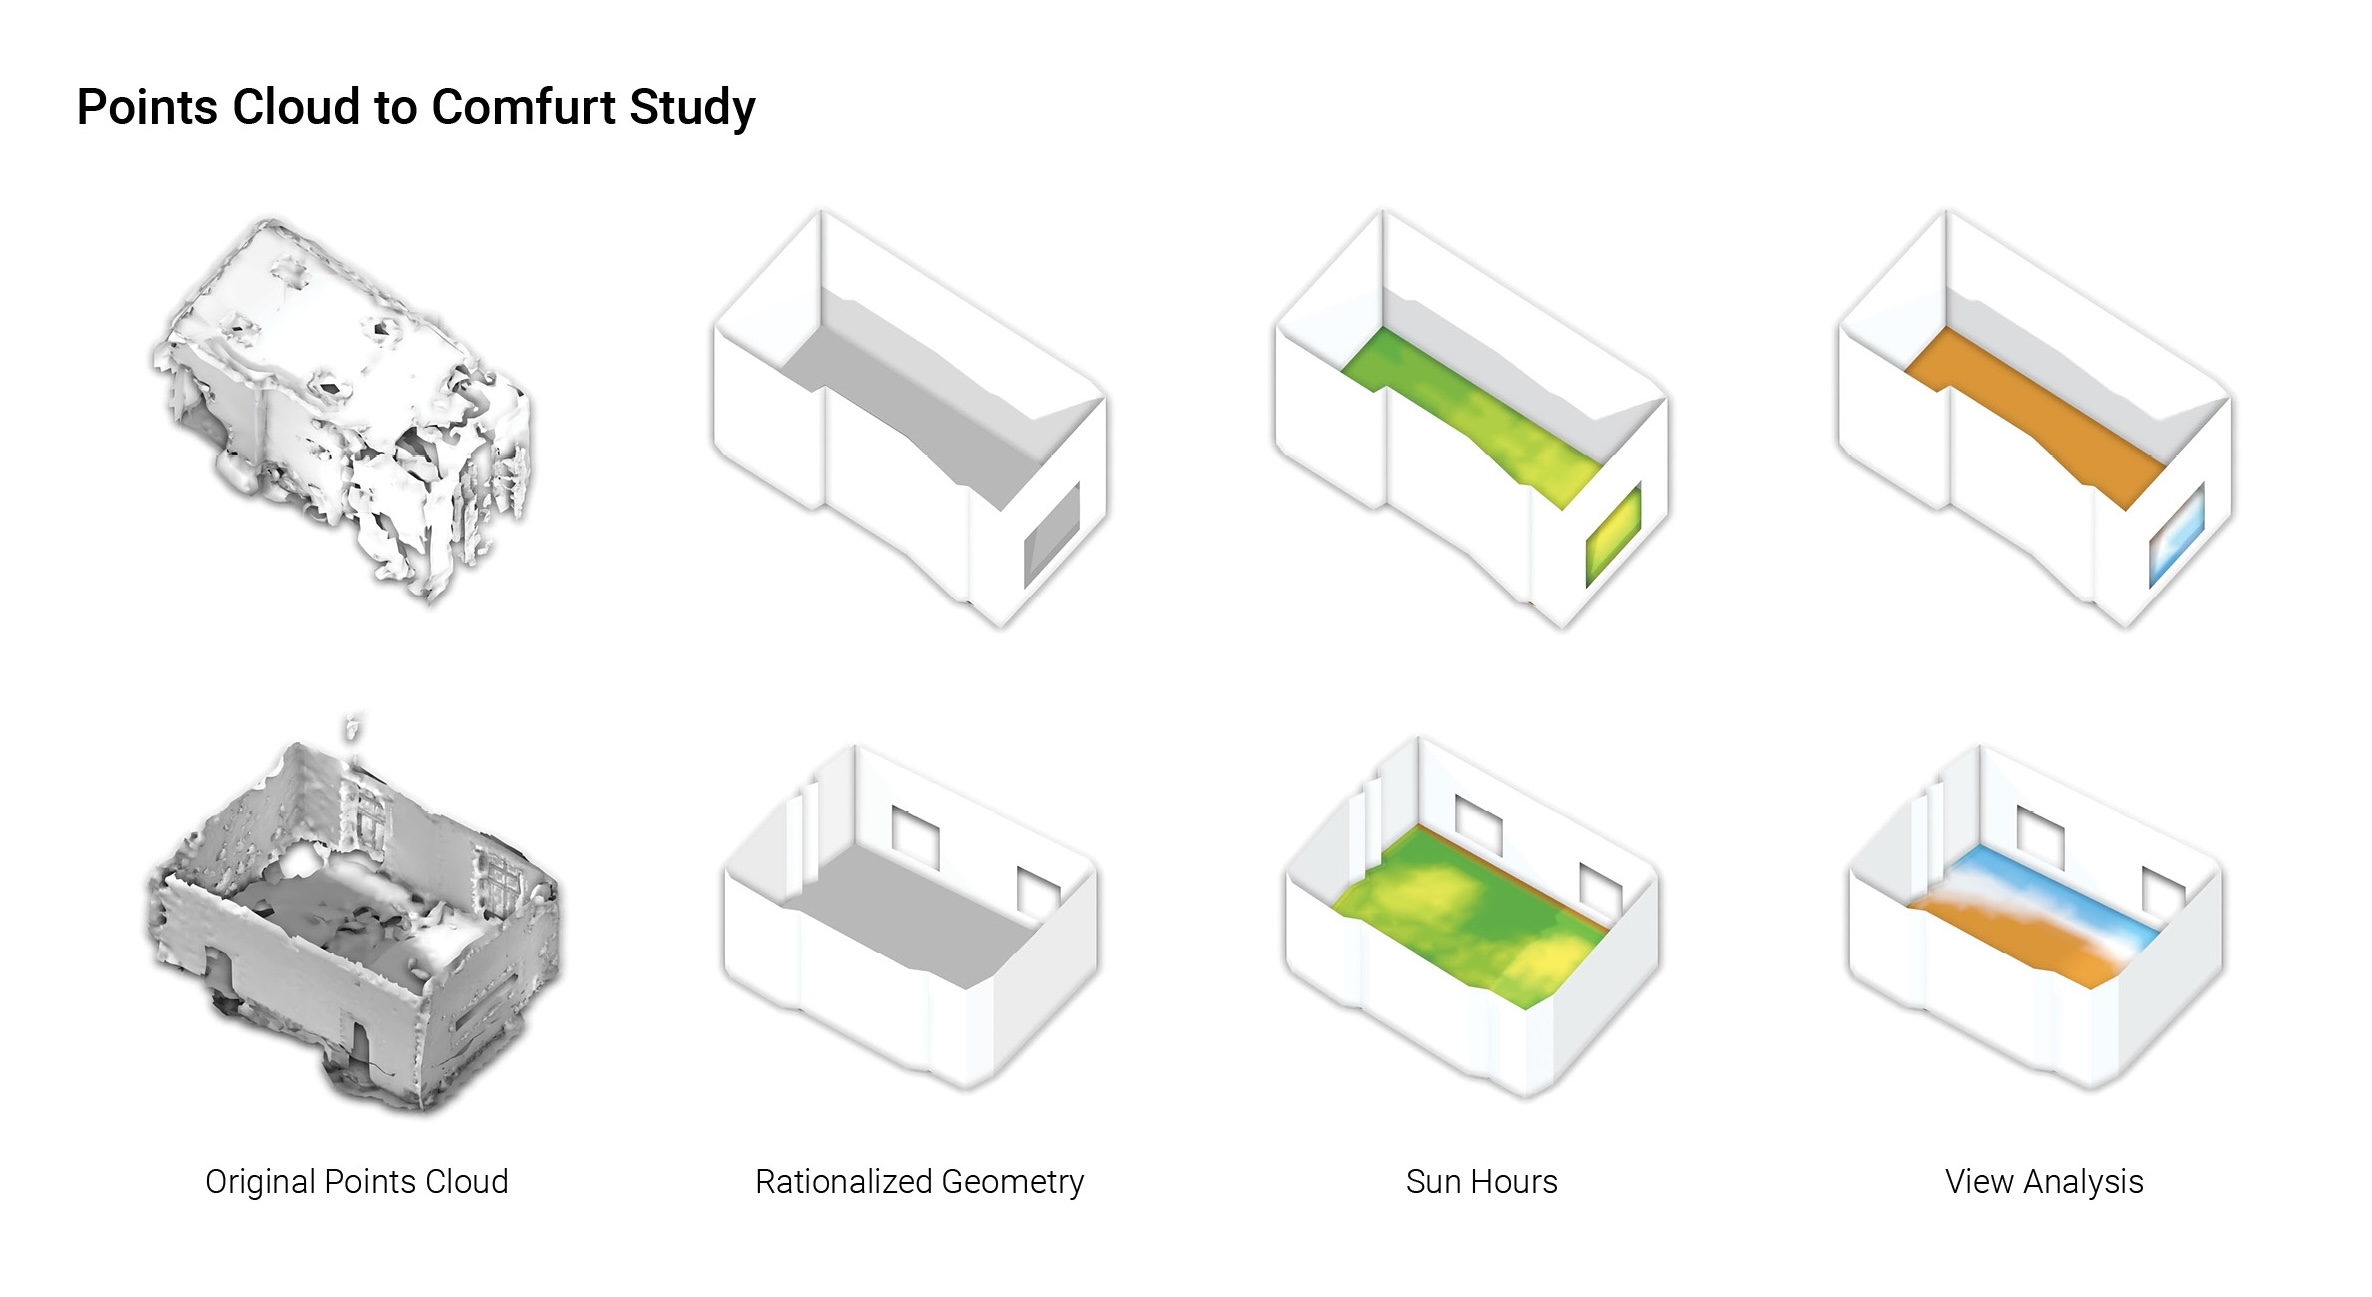 Points Cloud to Comfurt Study
Original Points Cloud
Rationalized Geometry
Sun Hours
View Analysis